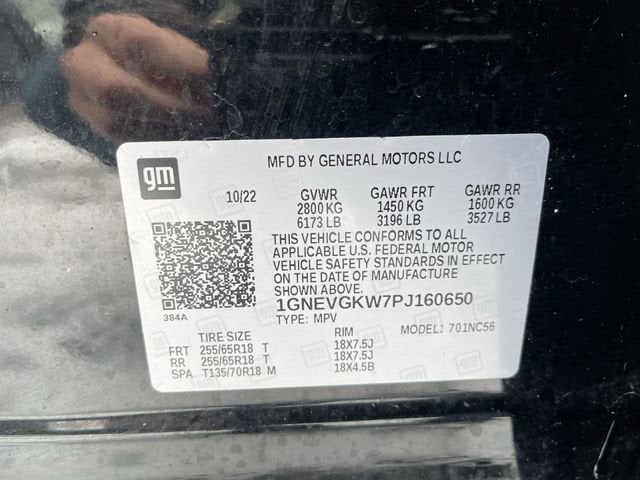 gm
MFD BY GENERAL MOTORS LLC
10/22 GVWR GAWR FRT GAWR RR
2800 KG 1450 KG 1600 KG
6173 LB 3196 LB 3527 LB
THIS VEHICLE CONFORMS TO ALL
APPLICABLE U.S. FEDERAL MOTOR
VEHICLE SAFETY STANDARDS IN EFFECT
ON THE DATE OF MANUFACTURE
SHOWN ABOVE.
1GNEVGKW7PJ160650
384A
TYPE: MPV MODEL: 701NC56
TIRE SIZE RIM
FRT 255/65R18 T 18X7.5J
RR 255/65R18 T 18X7.5J
SPA T135/70R18 M 18X4.5B